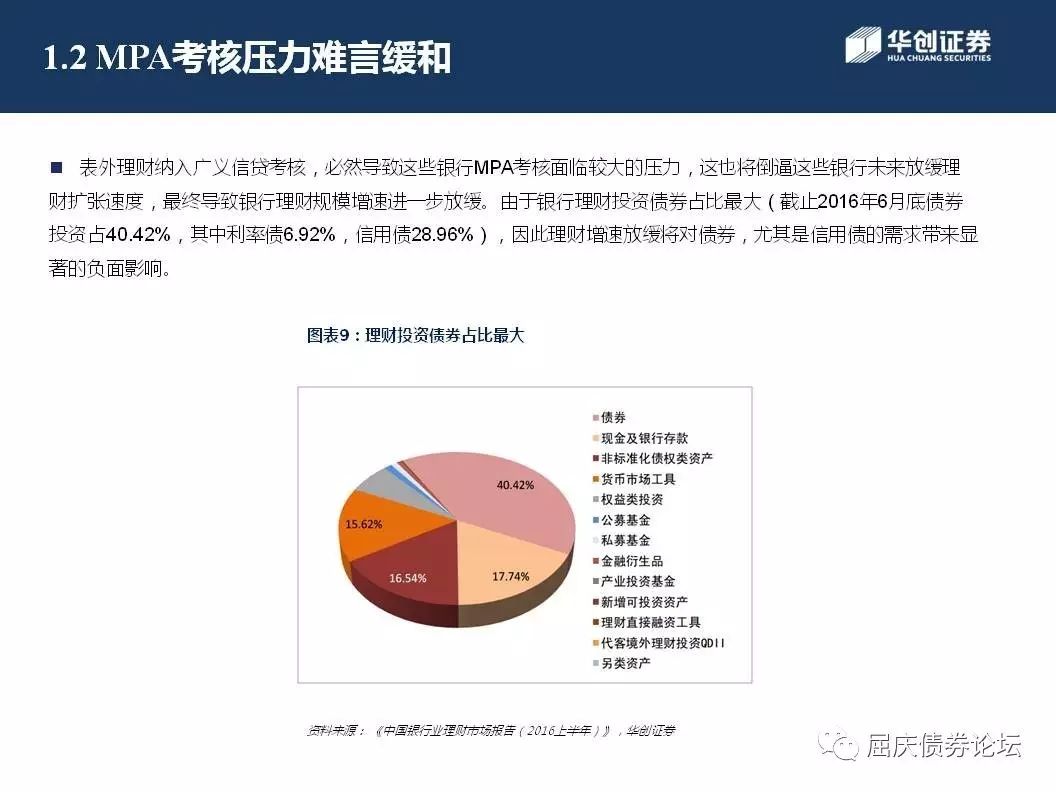 1.2 MPA考核压力难言缓和
华创证券
HUA CHUANG SECURITIES
■ 表外理财纳入广义信贷考核，必然导致这些银行MPA考核面临较大的压力，这也将倒逼这些银行未来放缓理
财扩张速度，最终导致银行理财规模增速进一步放缓。由于银行理财投资债券占比最大（截止2016年6月底债券
投资占40.42%，其中利率债6.92%，信用债28.96%），因此理财增速放缓将对债券，尤其是信用债的需求带来显
著的负面影响。
图表9：理财投资债券占比最大
40.42%
15.62%
16.54%
17.74%
债券
现金及银行存款
非标准化债权类资产
货币市场工具
权益类投资
公募基金
私募基金
金融衍生品
产业投资基金
新增可投资资产
理财直接融资工具
代客境外理财投资QDII
另类资产
资料来源：《中国银行业理财市场报告（2016上半年）》，华创证券
屈庆债券论坛